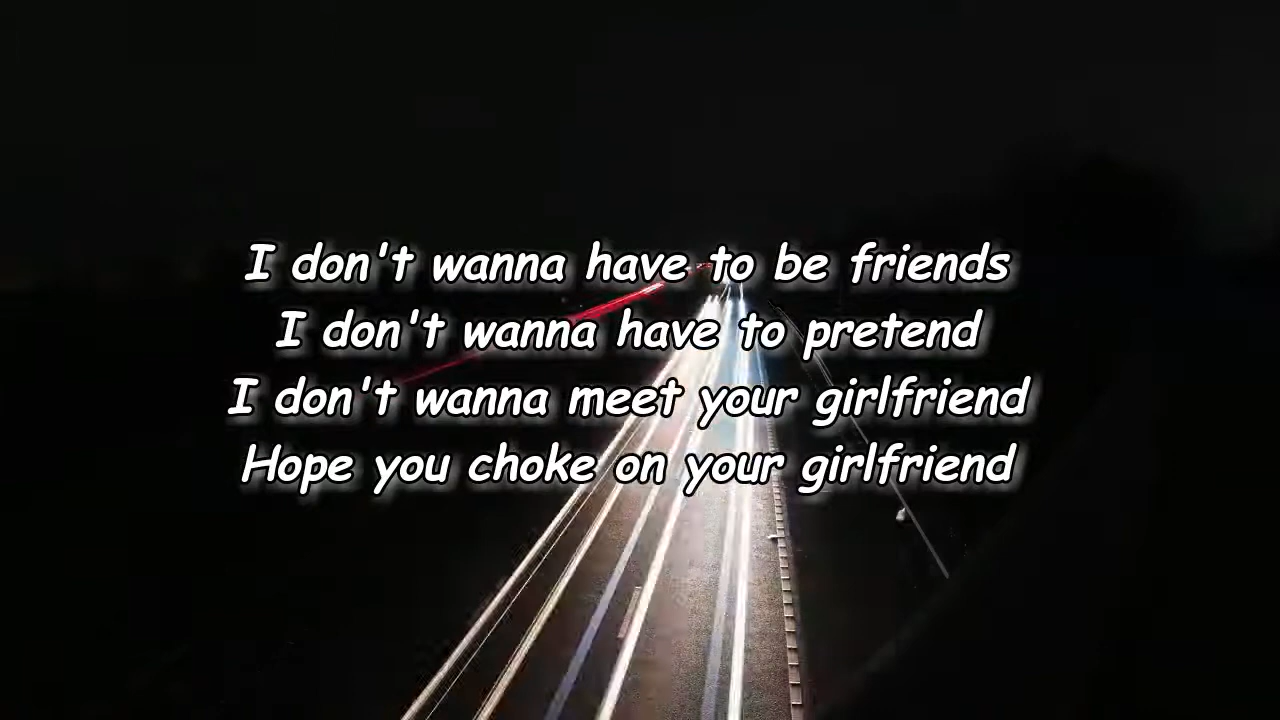 I don't wanna have to be friends
I don't wanna have to pretend
I don't wanna meet your girlfriend
Hope you choke on your girlfriend